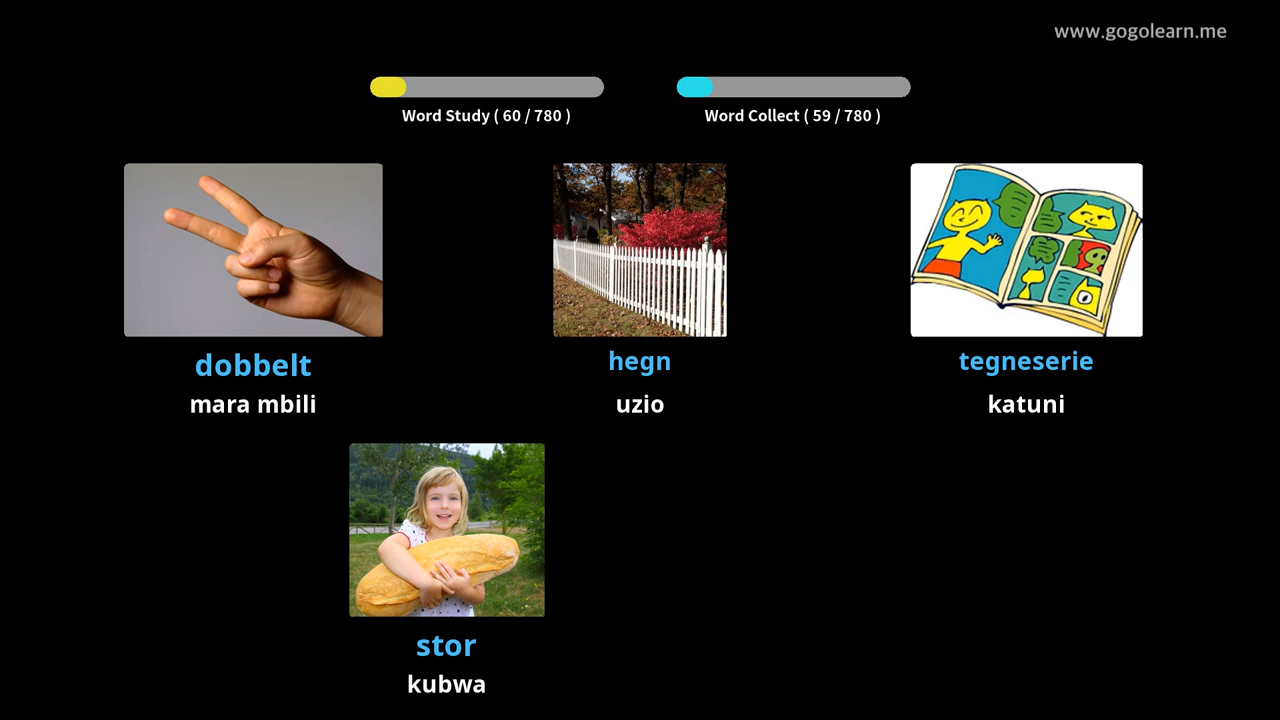 www.gogolearn.me
Word Study ( 60 / 780 )
Word Collect ( 59 / 780 )
dobbelt
mara mbili
hegn
uzio
tegneserie
katuni
stor
kubwa